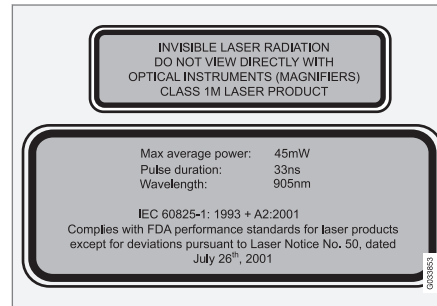 INVISIBLE LASER RADIATION
DO NOT VIEW DIRECTLY WITH
OPTICAL INSTRUMENTS (MAGNIFIERS)
CLASS 1M LASER PRODUCT
Max average power: 45mW
Pulse duration: 33ns
Wavelength: 905nm
IEC 60825-1: 1993 + A2:2001
Complies with FDA performance standards for laser products
except for deviations pursuant to Laser Notice No. 50, dated
July 26th, 2001
G033853